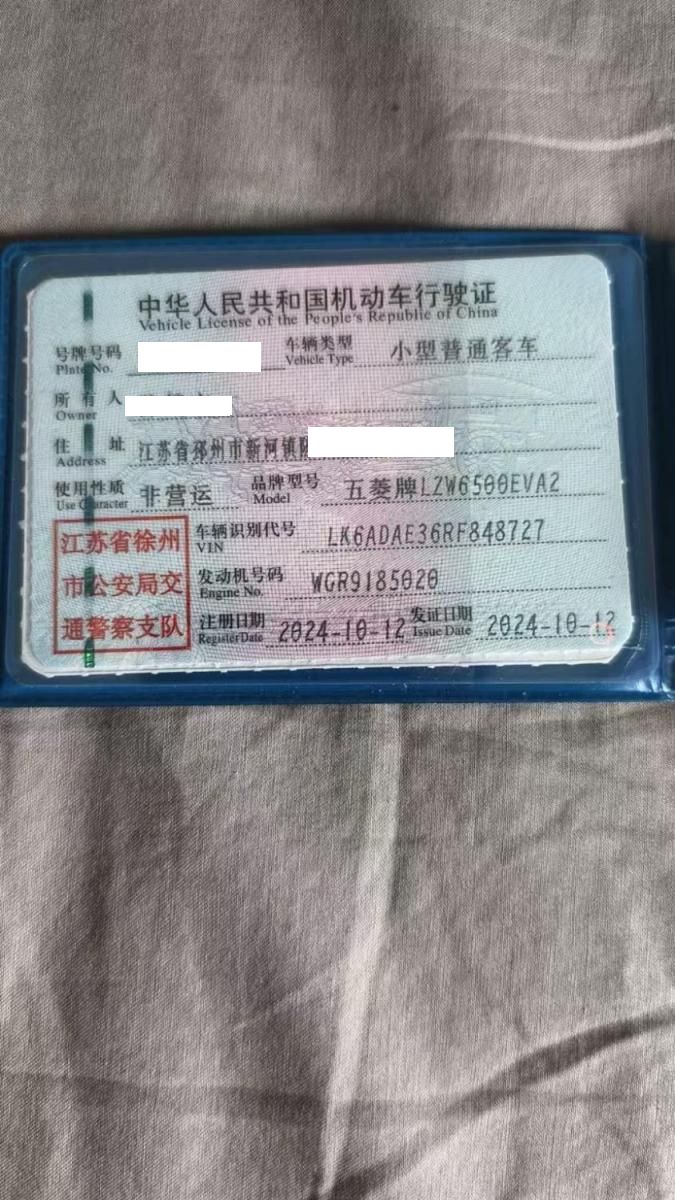 中华人民共和国机动车行驶证
Vehicle License of the People's Republic of China
号牌号码 车辆类型 小型普通客车
Plate No. Vehicle Type
所有人
Owner
住址 江苏省邳州市新河镇
Address
使用性质 非营运 品牌型号 五菱牌LZW6500EVA2
Use Character Model
江苏省徐州 车辆识别代号 LK6ADAE36RF848727
VIN
市公安局交 发动机号码 WGR9185020
Engine No.
通警察支队 注册日期 2024-10-12 发证日期 2024-10-12
Register Date Issue Date